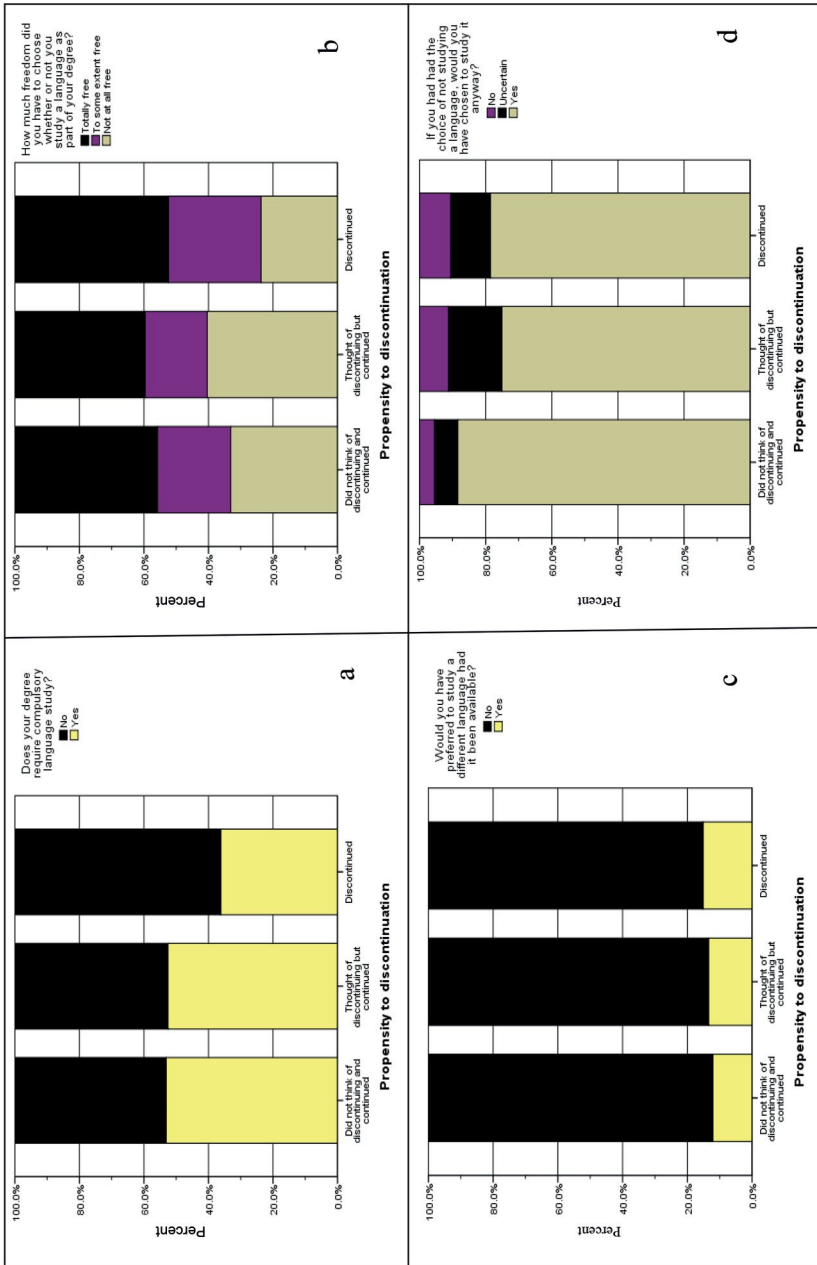 Does your degree
require compulsory
language study?
No
Yes
a
Percent
100.0%
80.0%
60.0%
40.0%
20.0%
0.0%
Did not think of
discontinuing and
continued
Thought of
discontinuing but
continued
Discontinued
Propensity to discontinuation
How much freedom did
you have to choose
whether or not you
study a language as
part of your degree?
Totally free
To some extent free
Not at all free
b
Percent
100.0%
80.0%
60.0%
40.0%
20.0%
0.0%
Did not think of
discontinuing and
continued
Thought of
discontinuing but
continued
Discontinued
Propensity to discontinuation
Would you have
preferred to study a
different language had
it been available?
No
Yes
c
Percent
100.0%
80.0%
60.0%
40.0%
20.0%
0.0%
Did not think of
discontinuing and
continued
Thought of
discontinuing but
continued
Discontinued
Propensity to discontinuation
If you had had the
choice of not studying
a language, would you
have chosen to study it
anyway?
No
Uncertain
Yes
d
Percent
100.0%
80.0%
60.0%
40.0%
20.0%
0.0%
Did not think of
discontinuing and
continued
Thought of
discontinuing but
continued
Discontinued
Propensity to discontinuation